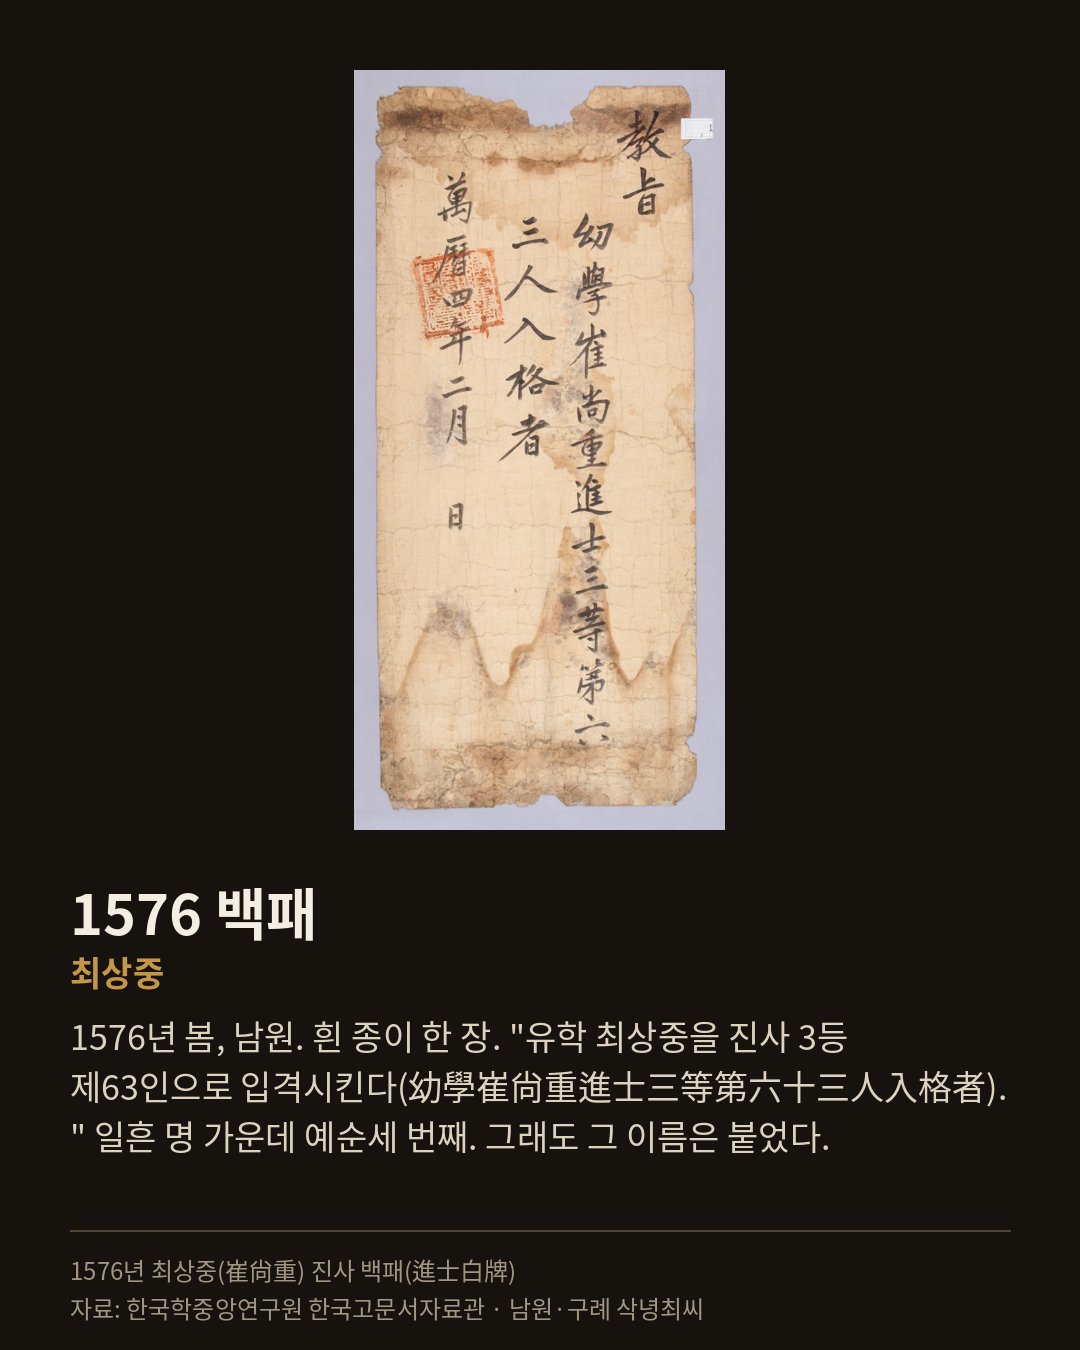 教旨
幼學崔尙重進士三等第六
三人入格者
萬曆四年二月 日
1576 백패
최상중
1576년 봄, 남원. 흰 종이 한 장. "유학 최상중을 진사 3등
제63인으로 입격시킨다(幼學崔尙重進士三等第六十三人入格者).
" 일흔 명 가운데 예순세 번째. 그래도 그 이름은 붙었다.
1576년 최상중(崔尙重) 진사 백패(進士白牌)
자료: 한국학중앙연구원 한국고문서자료관 · 남원·구례 삭녕최씨